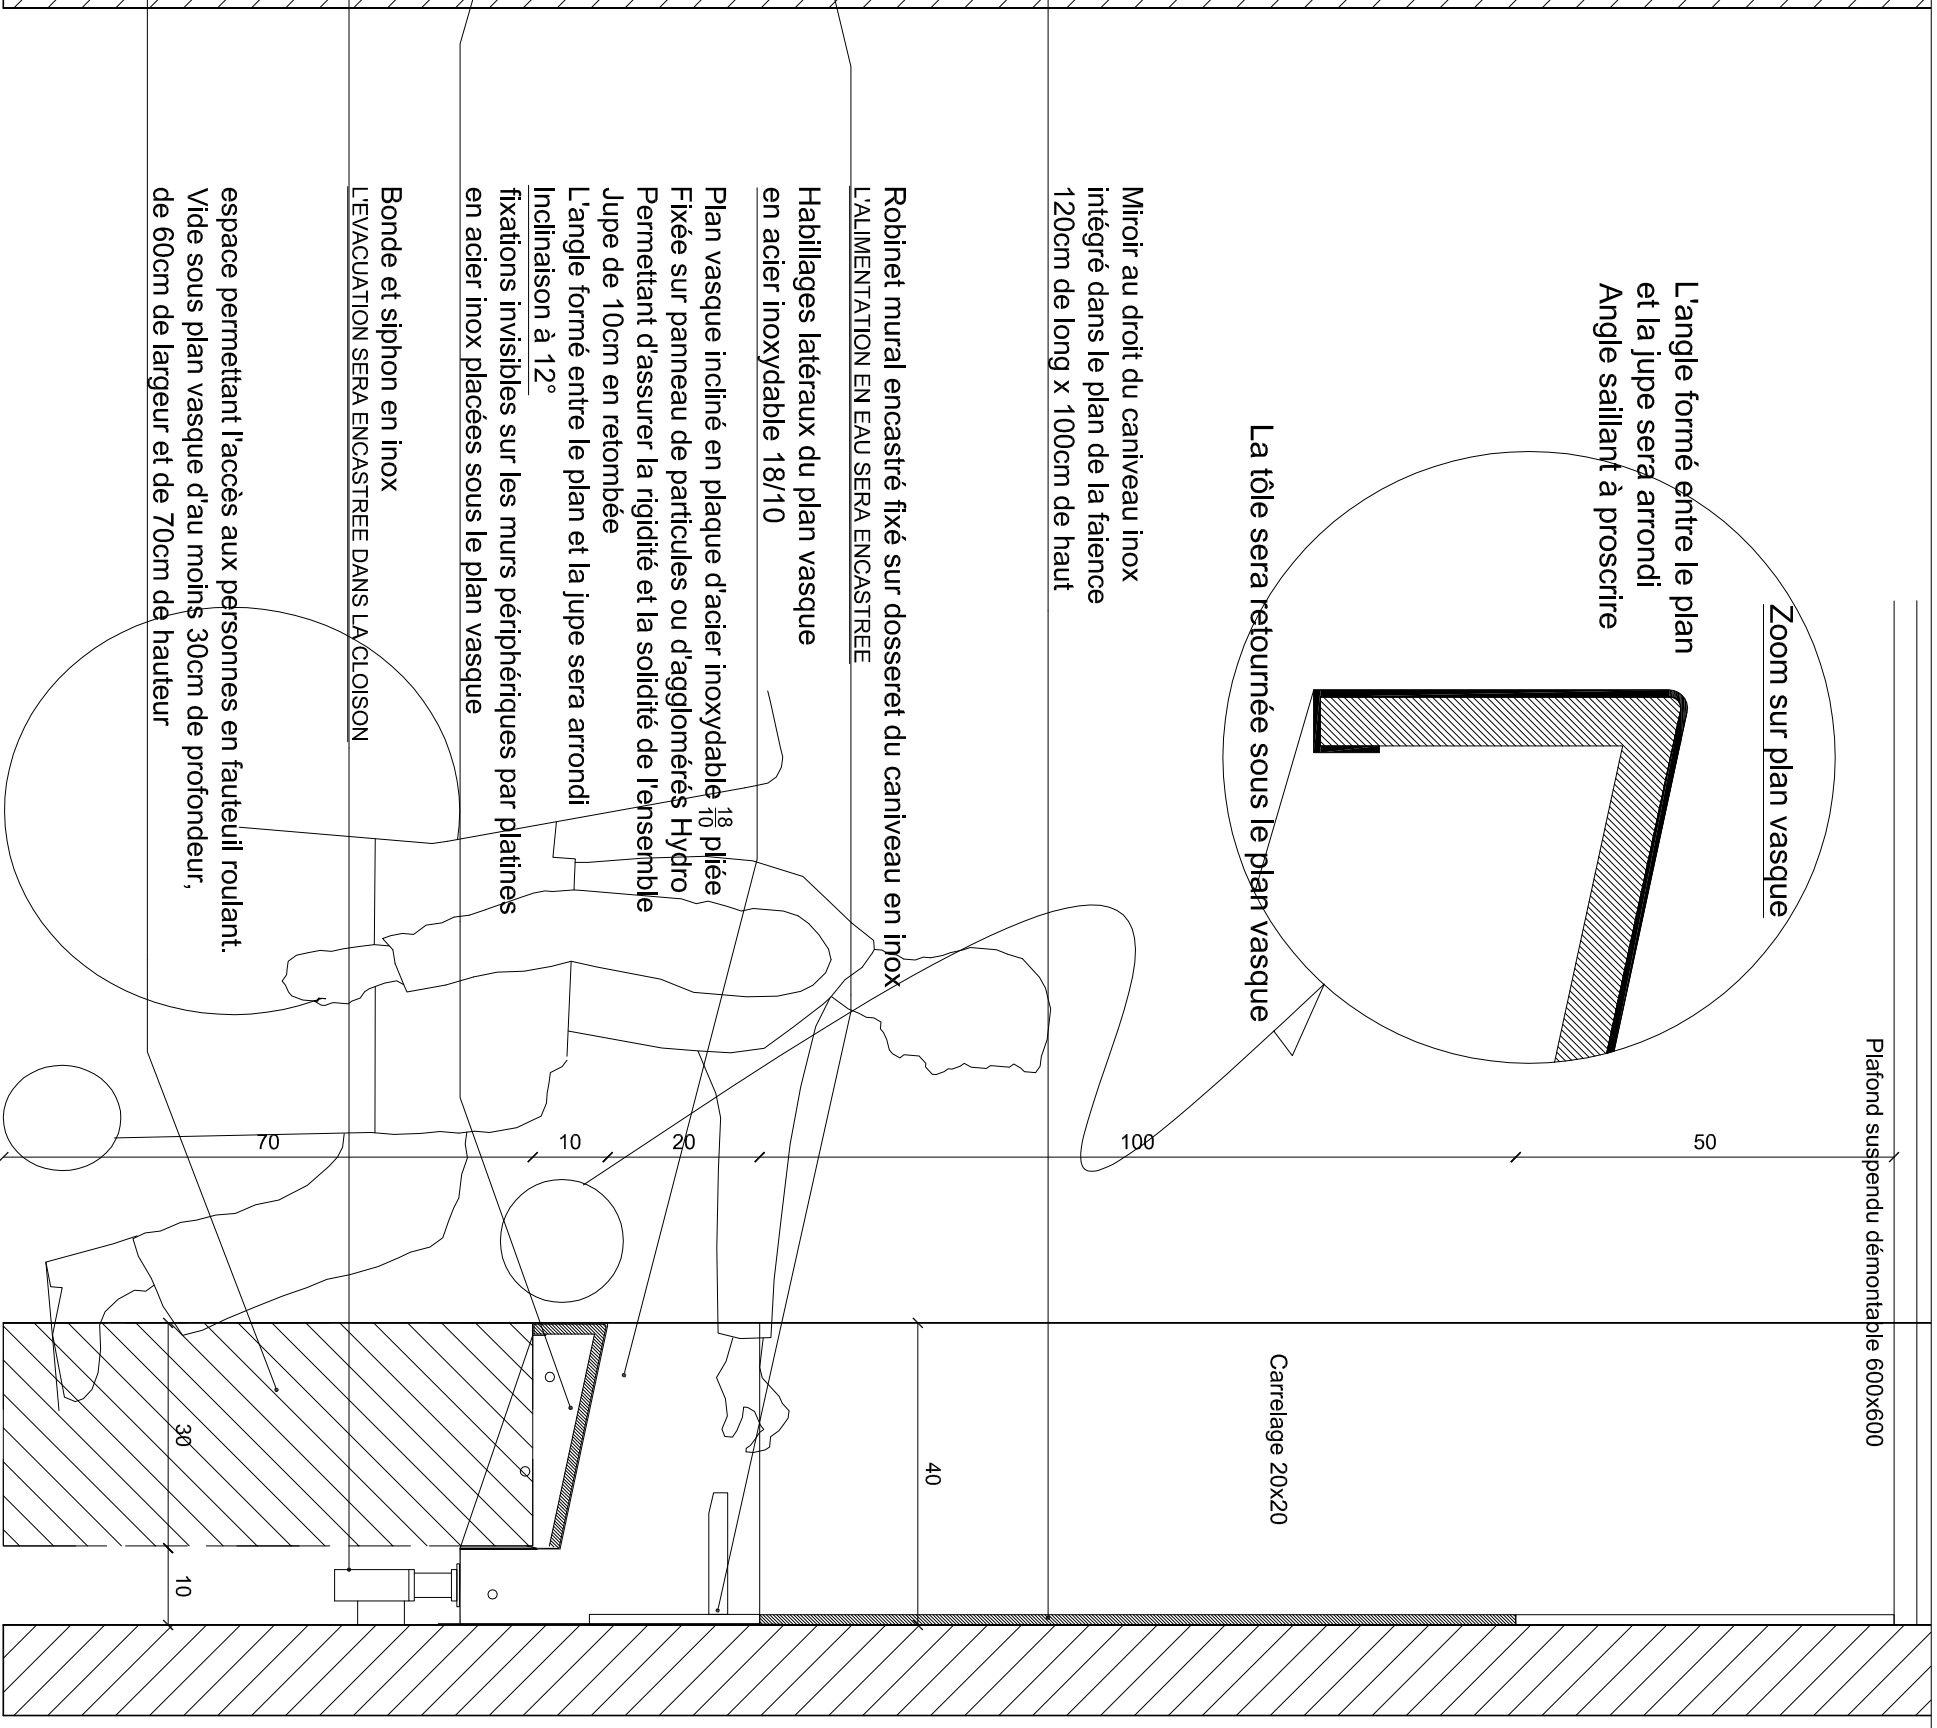 Plafond suspendu démontable 600x600
Zoom sur plan vasque
L'angle formé entre le plan
et la jupe sera arrondi
Angle saillant à proscrire
La tôle sera retournée sous le plan vasque
Carrelage 20x20
Miroir au droit du caniveau inox
intégré dans le plan de la faience
120cm de long x 100cm de haut
Robinet mural encastré fixé sur dosseret du caniveau en inox
L'ALIMENTATION EN EAU SERA ENCASTREE
Habillages latéraux du plan vasque
en acier inoxydable 18/10
Plan vasque incliné en plaque d'acier inoxydable 18/10 pliée
Fixée sur panneau de particules ou d'agglomérés Hydro
Permettant d'assurer la rigidité et la solidité de l'ensemble
Jupe de 10cm en retombée
L'angle formé entre le plan et la jupe sera arrondi
Inclinaison à 12°
fixations invisibles sur les murs périphériques par platines
en acier inox placées sous le plan vasque
Bonde et siphon en inox
L'EVACUATION SERA ENCASTREE DANS LA CLOISON
espace permettant l'accès aux personnes en fauteuil roulant.
Vide sous plan vasque d'au moins 30cm de profondeur,
de 60cm de largeur et de 70cm de hauteur
50
100
20
10
70
40
30
10